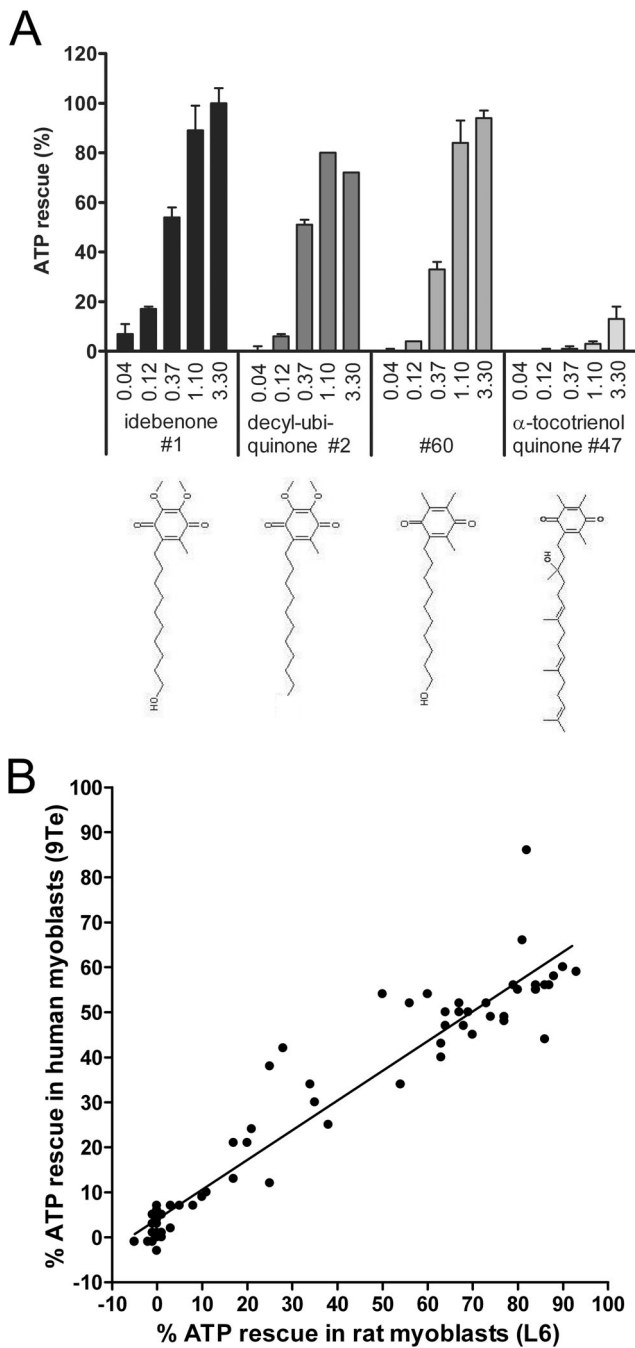 A
ATP rescue (%)
120
100
80
60
40
20
0
0.04 0.12 0.37 1.10 3.30 0.04 0.12 0.37 1.10 3.30 0.04 0.12 0.37 1.10 3.30 0.04 0.12 0.37 1.10 3.30
idebenone
#1
decyl-ubi-
quinone #2
#60
α-tocotrienol
quinone #47
O O
O O
HO
O O
O O
O O
HO
O O
HO
B
% ATP rescue in human myoblasts (9Te)
100
90
80
70
60
50
40
30
20
10
0
-10
-10 0 10 20 30 40 50 60 70 80 90 100
% ATP rescue in rat myoblasts (L6)